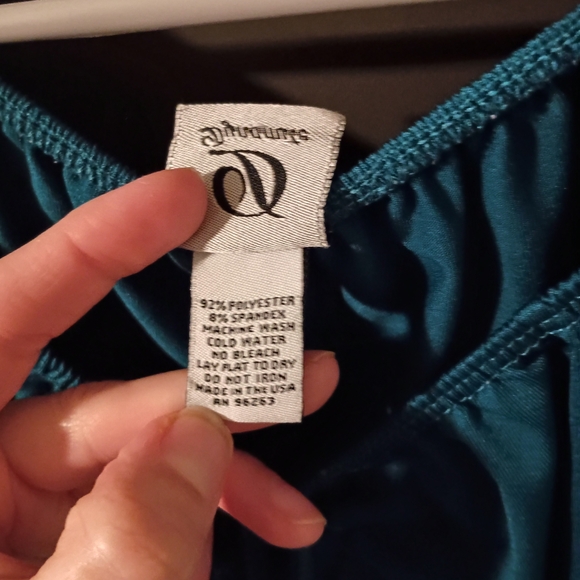 92% POLYESTER
8% SPANDEX
MACHINE WASH
COLD WATER
NO BLEACH
LAY FLAT TO DRY
DO NOT IRON
MADE IN THE USA
RN 96263